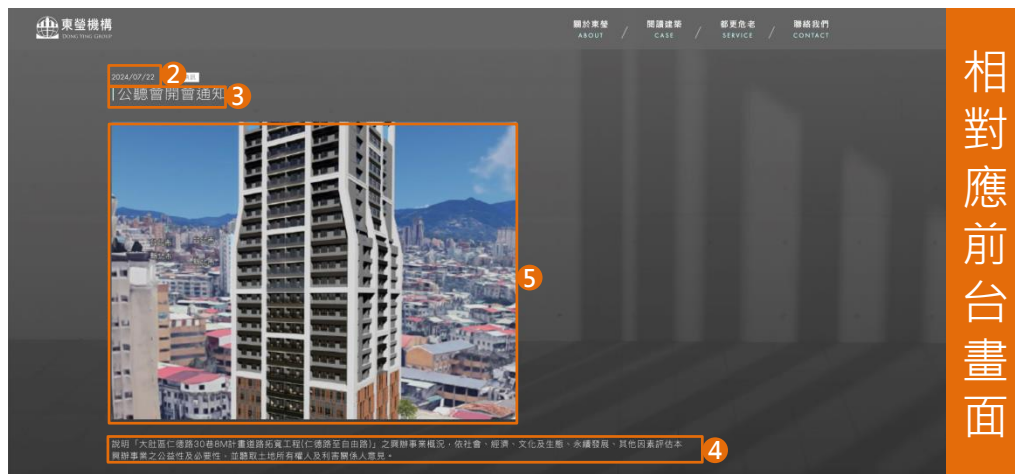 東瑩機構
DONG YING GROUP
關於東瑩
ABOUT
/
閱讀建築
CASE
/
都更危老
SERVICE
/
聯絡我們
CONTACT
2024/07/22
2
公聽會開會通知
3
5
說明「大肚區仁德路30巷8M計畫道路拓寬工程(仁德路至自由路)」之興辦事業概況，依社會、經濟、文化及生態、永續發展、其他因素評估本
興辦事業之公益性及必要性，並聽取土地所有權人及利害關係人意見。
4
相對應前台畫面